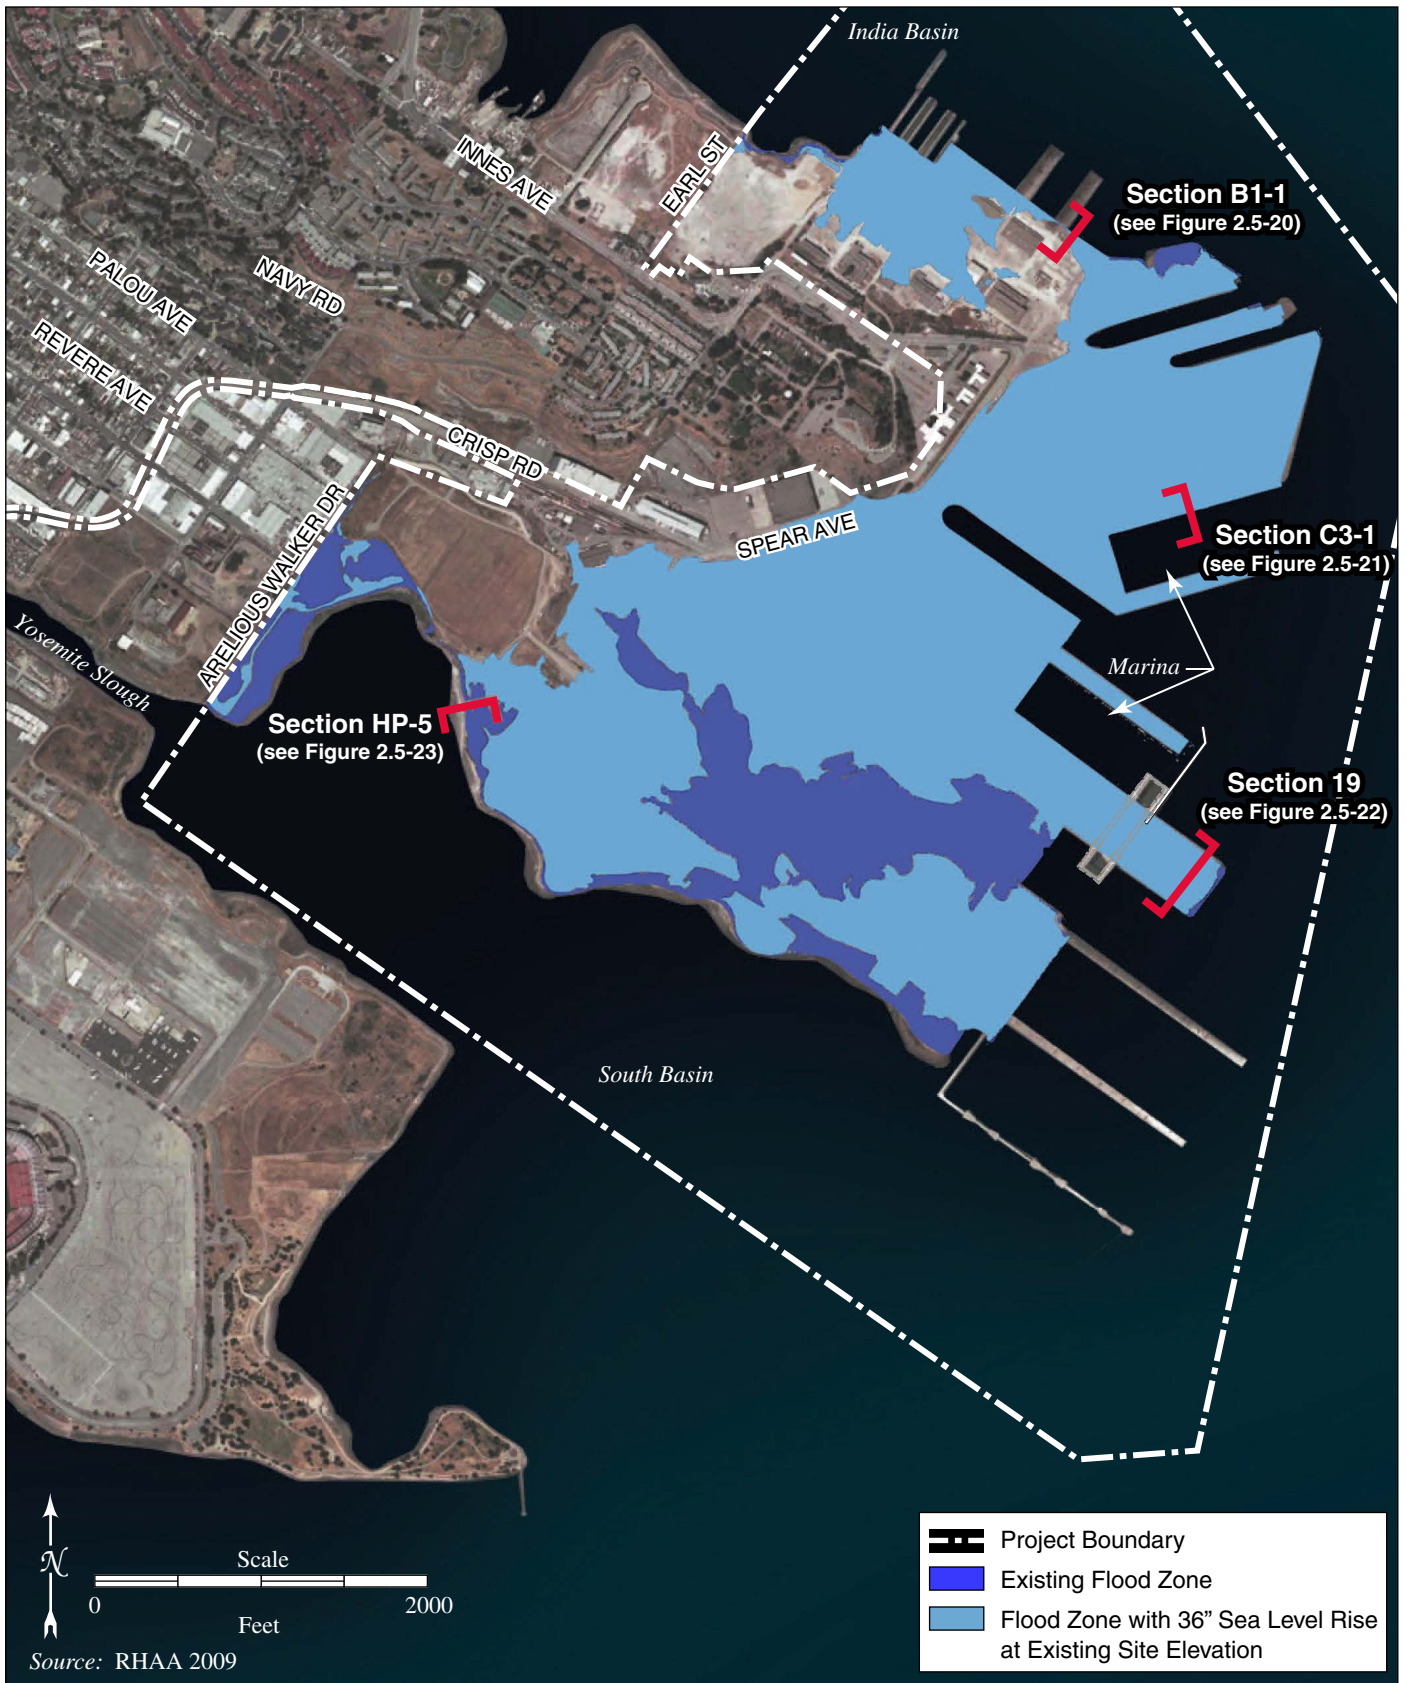 India Basin
INNES AVE
EARL ST
Section B1-1
(see Figure 2.5-20)
PALOU AVE
NAVY RD
REVERE AVE
CRISP RD
ARELIOUS WALKER DR
SPEAR AVE
Section C3-1
(see Figure 2.5-21)
Yosemite Slough
Marina
Section HP-5
(see Figure 2.5-23)
Section 19
(see Figure 2.5-22)
South Basin
N
Scale
0
2000
Feet
Source: RHAA 2009
Project Boundary
Existing Flood Zone
Flood Zone with 36” Sea Level Rise
at Existing Site Elevation